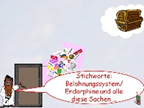 Stichworte:
Belohnungssystem/
Endorphine und alle
diese Sachen